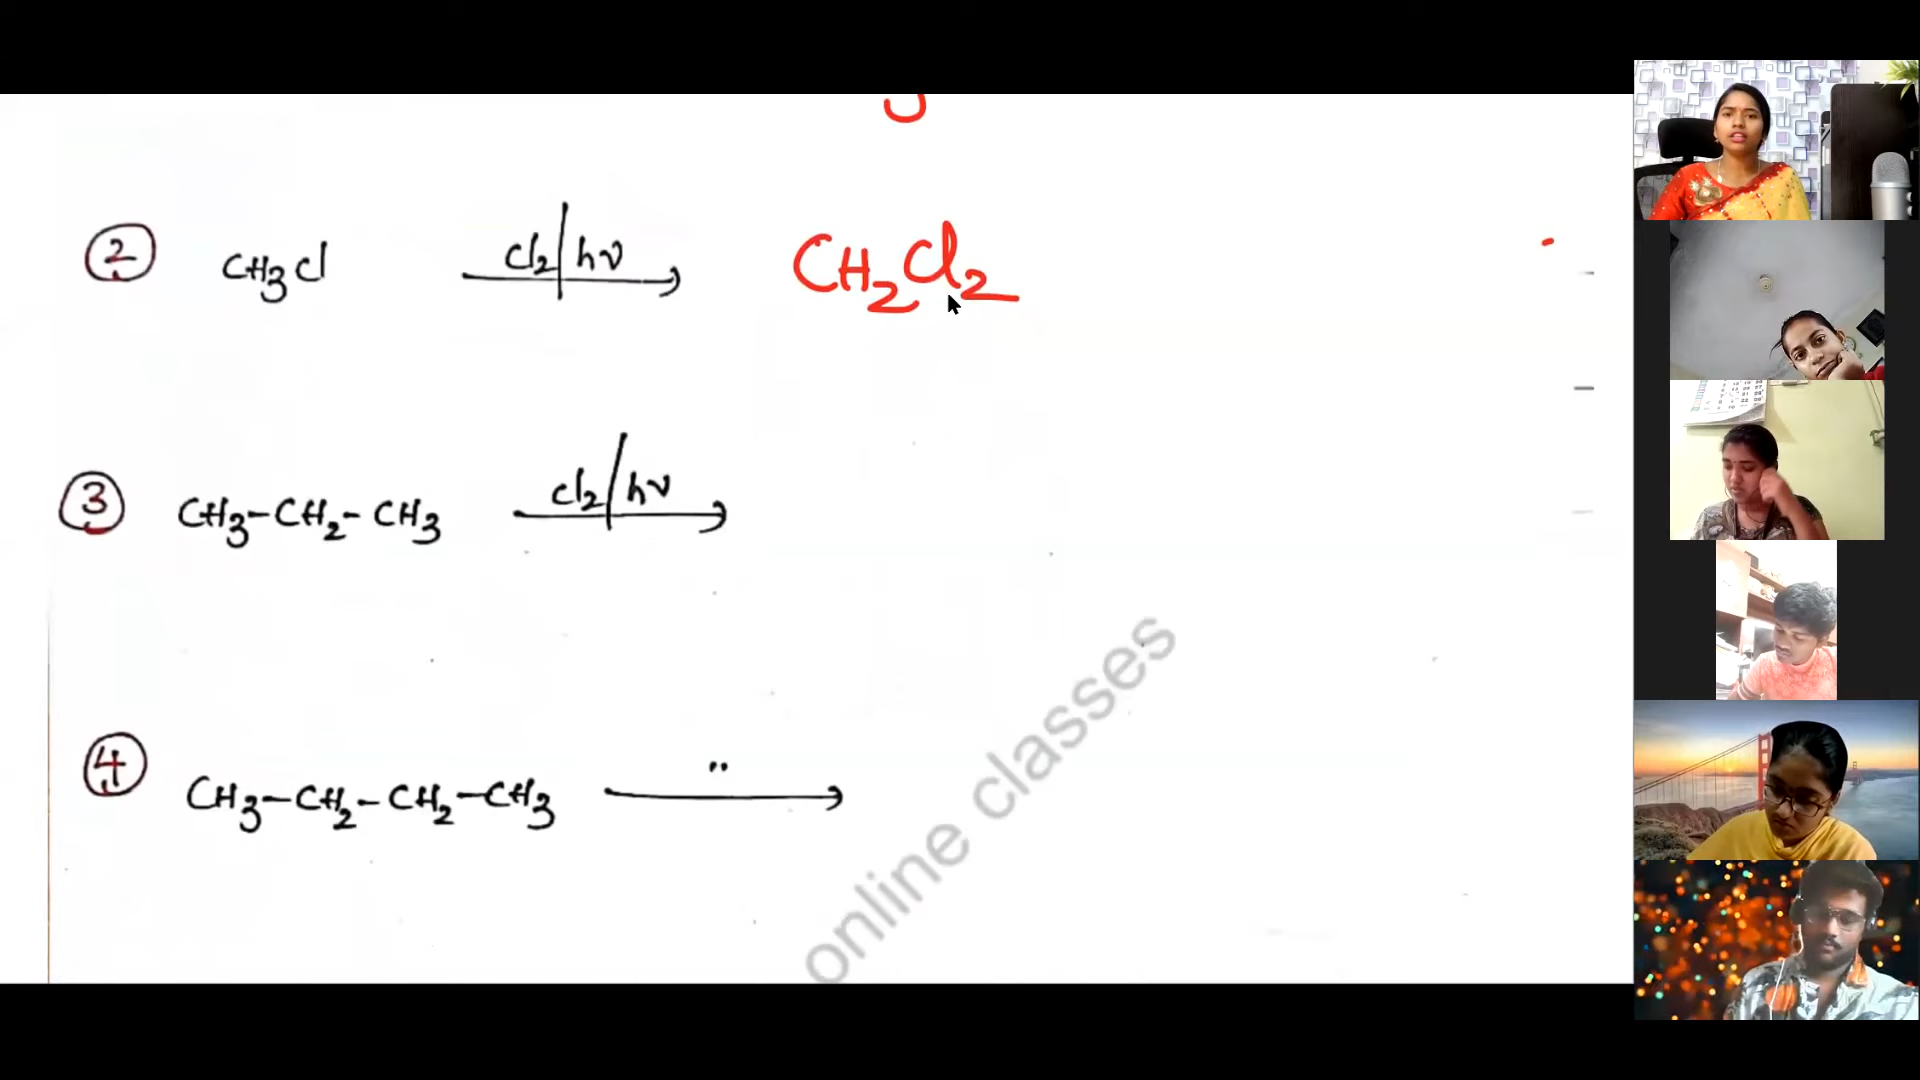 ② CH₃Cl Cl₂/hν → CH₂Cl₂
③ CH₃-CH₂-CH₃ Cl₂/hν →
④ CH₃-CH₂-CH₂-CH₃ " →
online classes